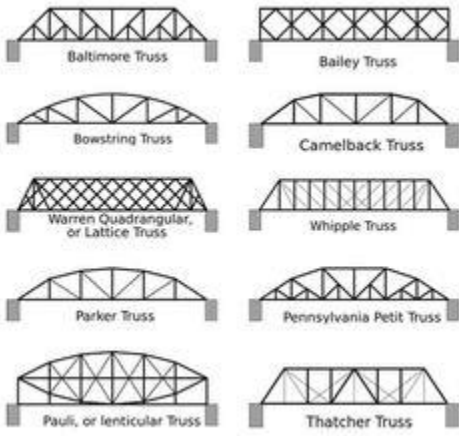 Baltimore Truss
Bailey Truss
Bowstring Truss
Camelback Truss
Warren Quadrangular,
or Lattice Truss
Whipple Truss
Parker Truss
Pennsylvania Petit Truss
Pauli, or lenticular Truss
Thatcher Truss